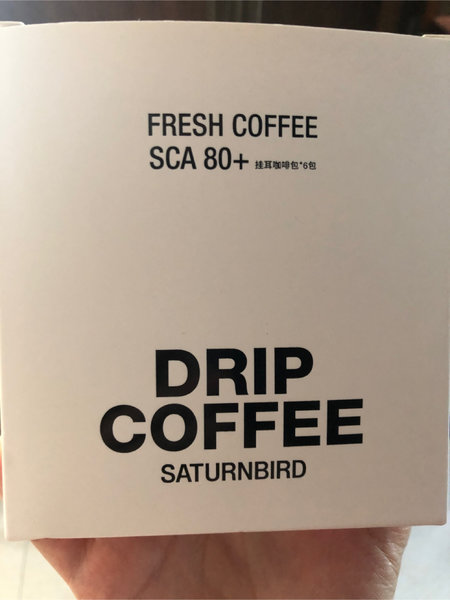 FRESH COFFEE
SCA 80+ 挂耳咖啡包*6包
DRIP
COFFEE
SATURNBIRD